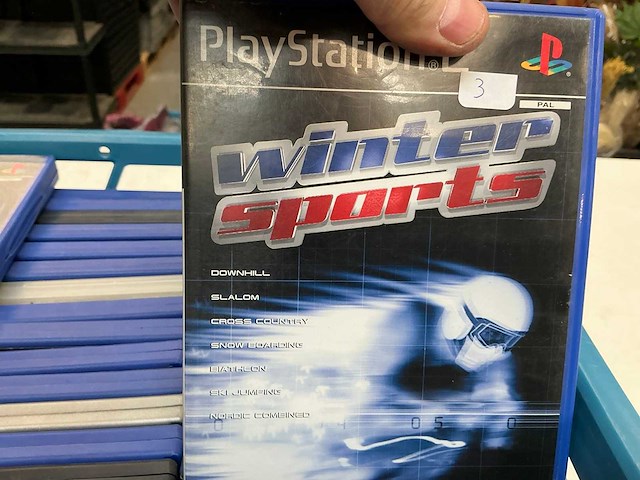 PlayStation®2
3
PAL
winter
sports
DOWNHILL
SLALOM
CROSS COUNTRY
SNOW BOARDING
BIATHLON
SKI JUMPING
NORDIC COMBINED